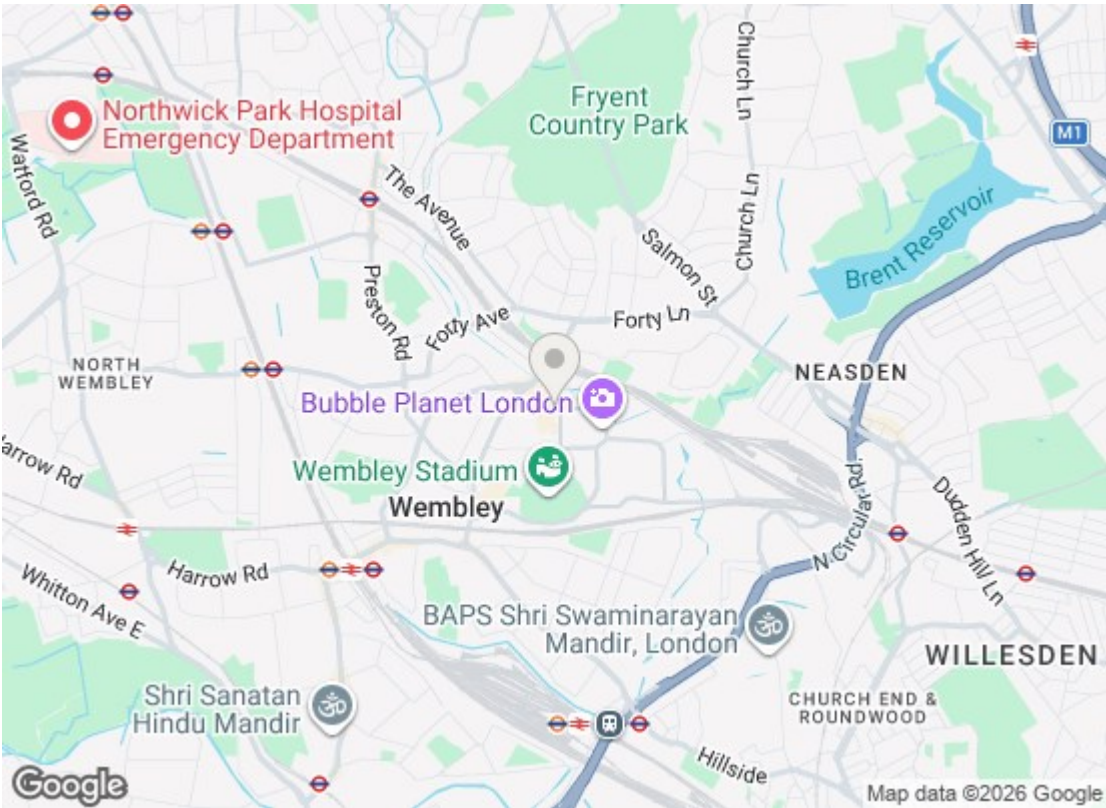 Northwick Park Hospital
Emergency Department
Watford Rd
Church Ln
Fryent
Country Park
M1
The Avenue
Church Ln
Salmon St
Brent Reservoir
Preston Rd
Forty Ave
Forty Ln
NORTH
WEMBLEY
NEASDEN
Bubble Planet London
Harrow Rd
Wembley Stadium
Wembley
N Circular Rd
Dudden Hill Ln
Harrow Rd
Whitton Ave E
BAPS Shri Swaminarayan
Mandir, London
WILLESDEN
Shri Sanatan
Hindu Mandir
CHURCH END &
ROUNDWOOD
Hillside
Google
Map data ©2026 Google